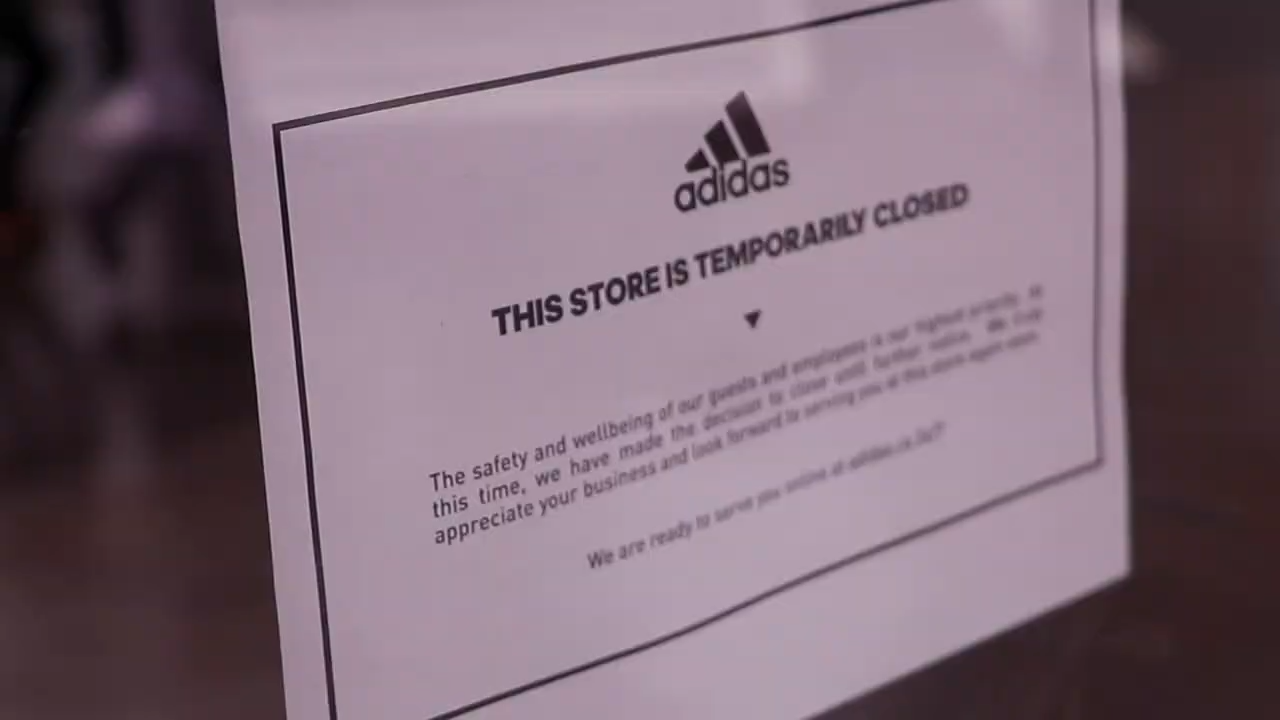 adidas
THIS STORE IS TEMPORARILY CLOSED
The safety and wellbeing of our guests and employees is our highest priority. At
this time, we have made the decision to close until further notice. We truly
appreciate your business and look forward to serving you at this store again soon.
We are ready to serve you online at